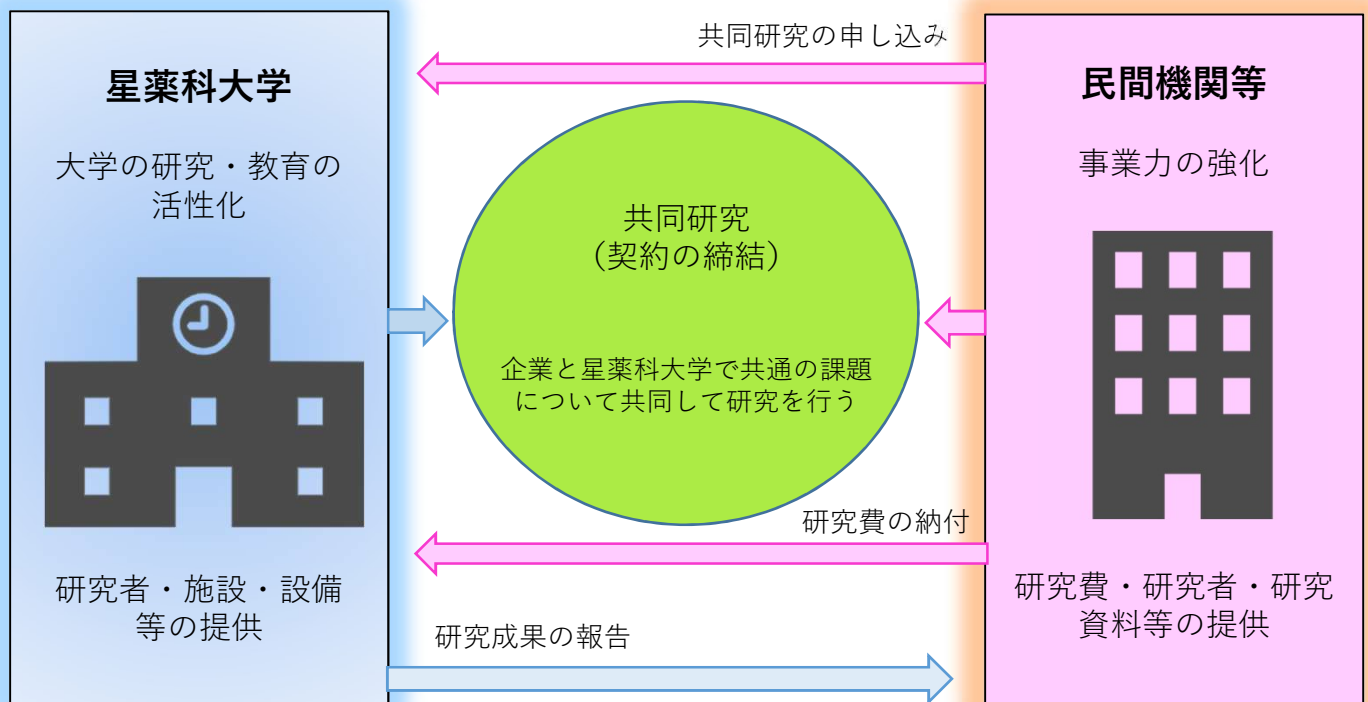 共同研究の申し込み
星薬科大学
大学の研究・教育の
活性化
研究者・施設・設備
等の提供
共同研究
（契約の締結）
企業と星薬科大学で共通の課題
について共同して研究を行う
研究費の納付
研究成果の報告
民間機関等
事業力の強化
研究費・研究者・研究
資料等の提供